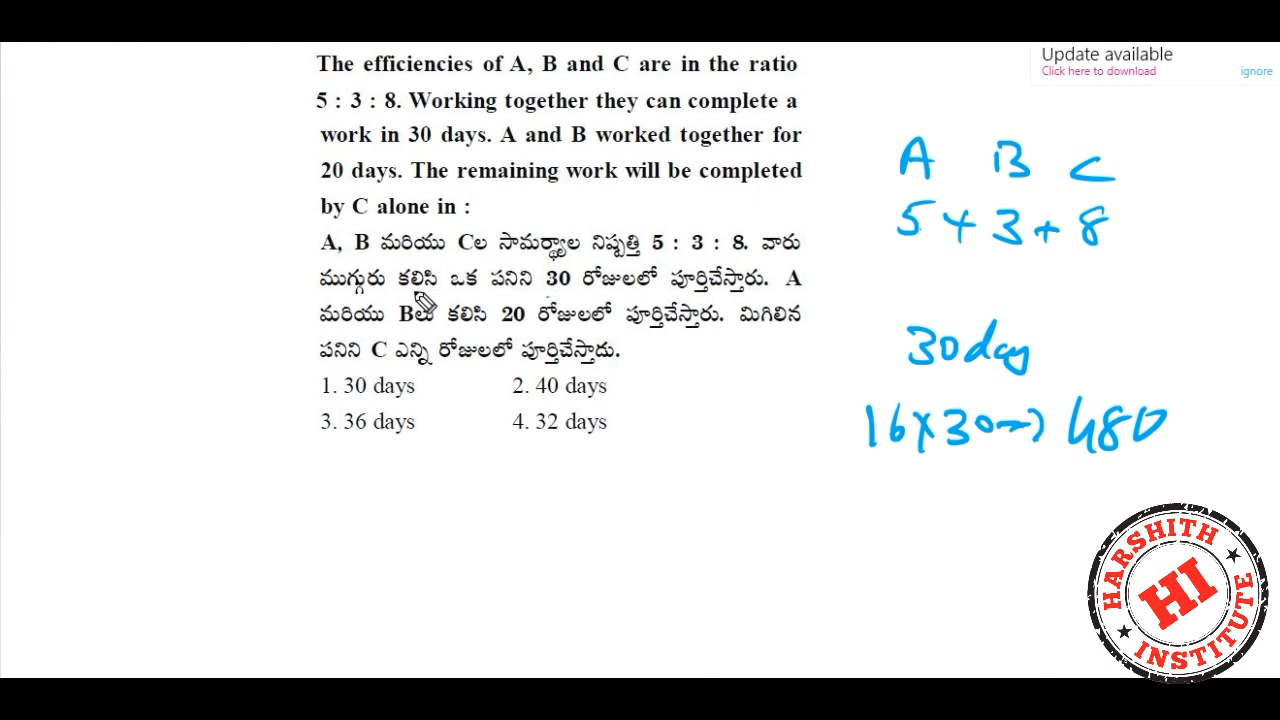 The efficiencies of A, B and C are in the ratio
5 : 3 : 8. Working together they can complete a
work in 30 days. A and B worked together for
20 days. The remaining work will be completed
by C alone in :
A, B మరియు Cల సామర్థ్యాల నిష్పత్తి 5 : 3 : 8. వారు
ముగ్గురు కలిసి ఒక పనిని 30 రోజులలో పూర్తిచేస్తారు. A
మరియు Bలు కలిసి 20 రోజులలో పూర్తిచేస్తారు. మిగిలిన
పనిని C ఎన్ని రోజులలో పూర్తిచేస్తాడు.
1. 30 days 2. 40 days
3. 36 days 4. 32 days
Update available
Click here to download ignore
A B C
5 + 3 + 8
30 day
16 x 30 → 480
HARSHITH
HI
INSTITUTE